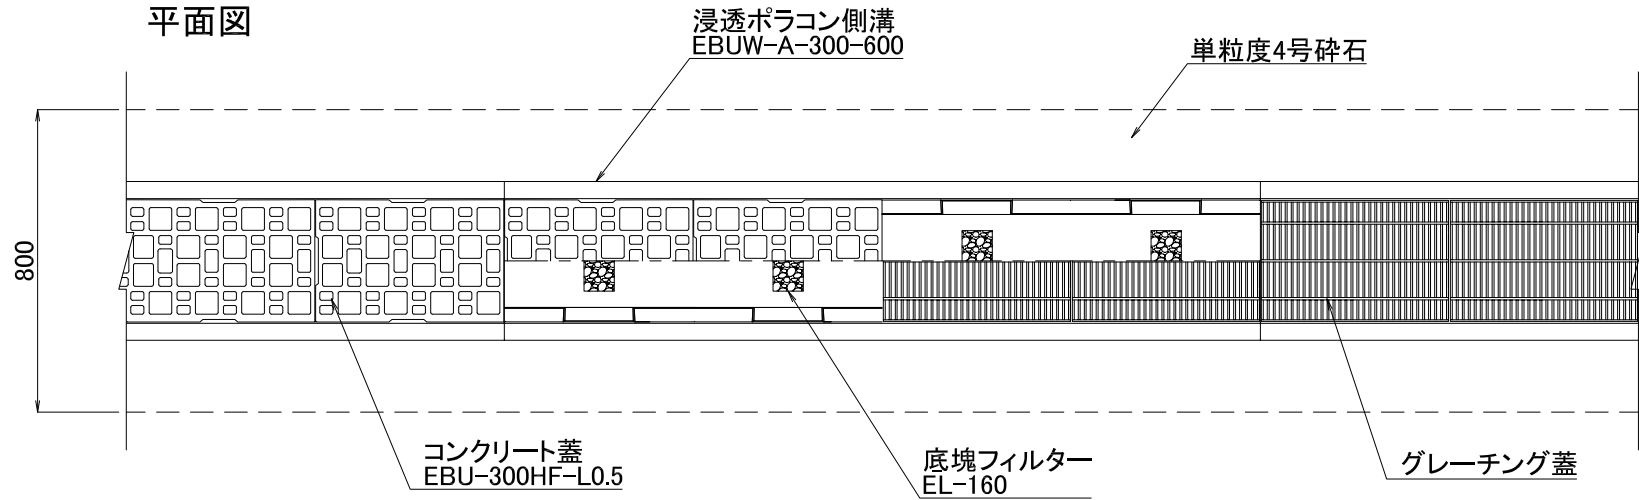 平面図
浸透ポラコン側溝
EBUW-A-300-600
単粒度4号砕石
800
コンクリート蓋
EBU-300HF-L0.5
底塊フィルター
EL-160
グレーチング蓋